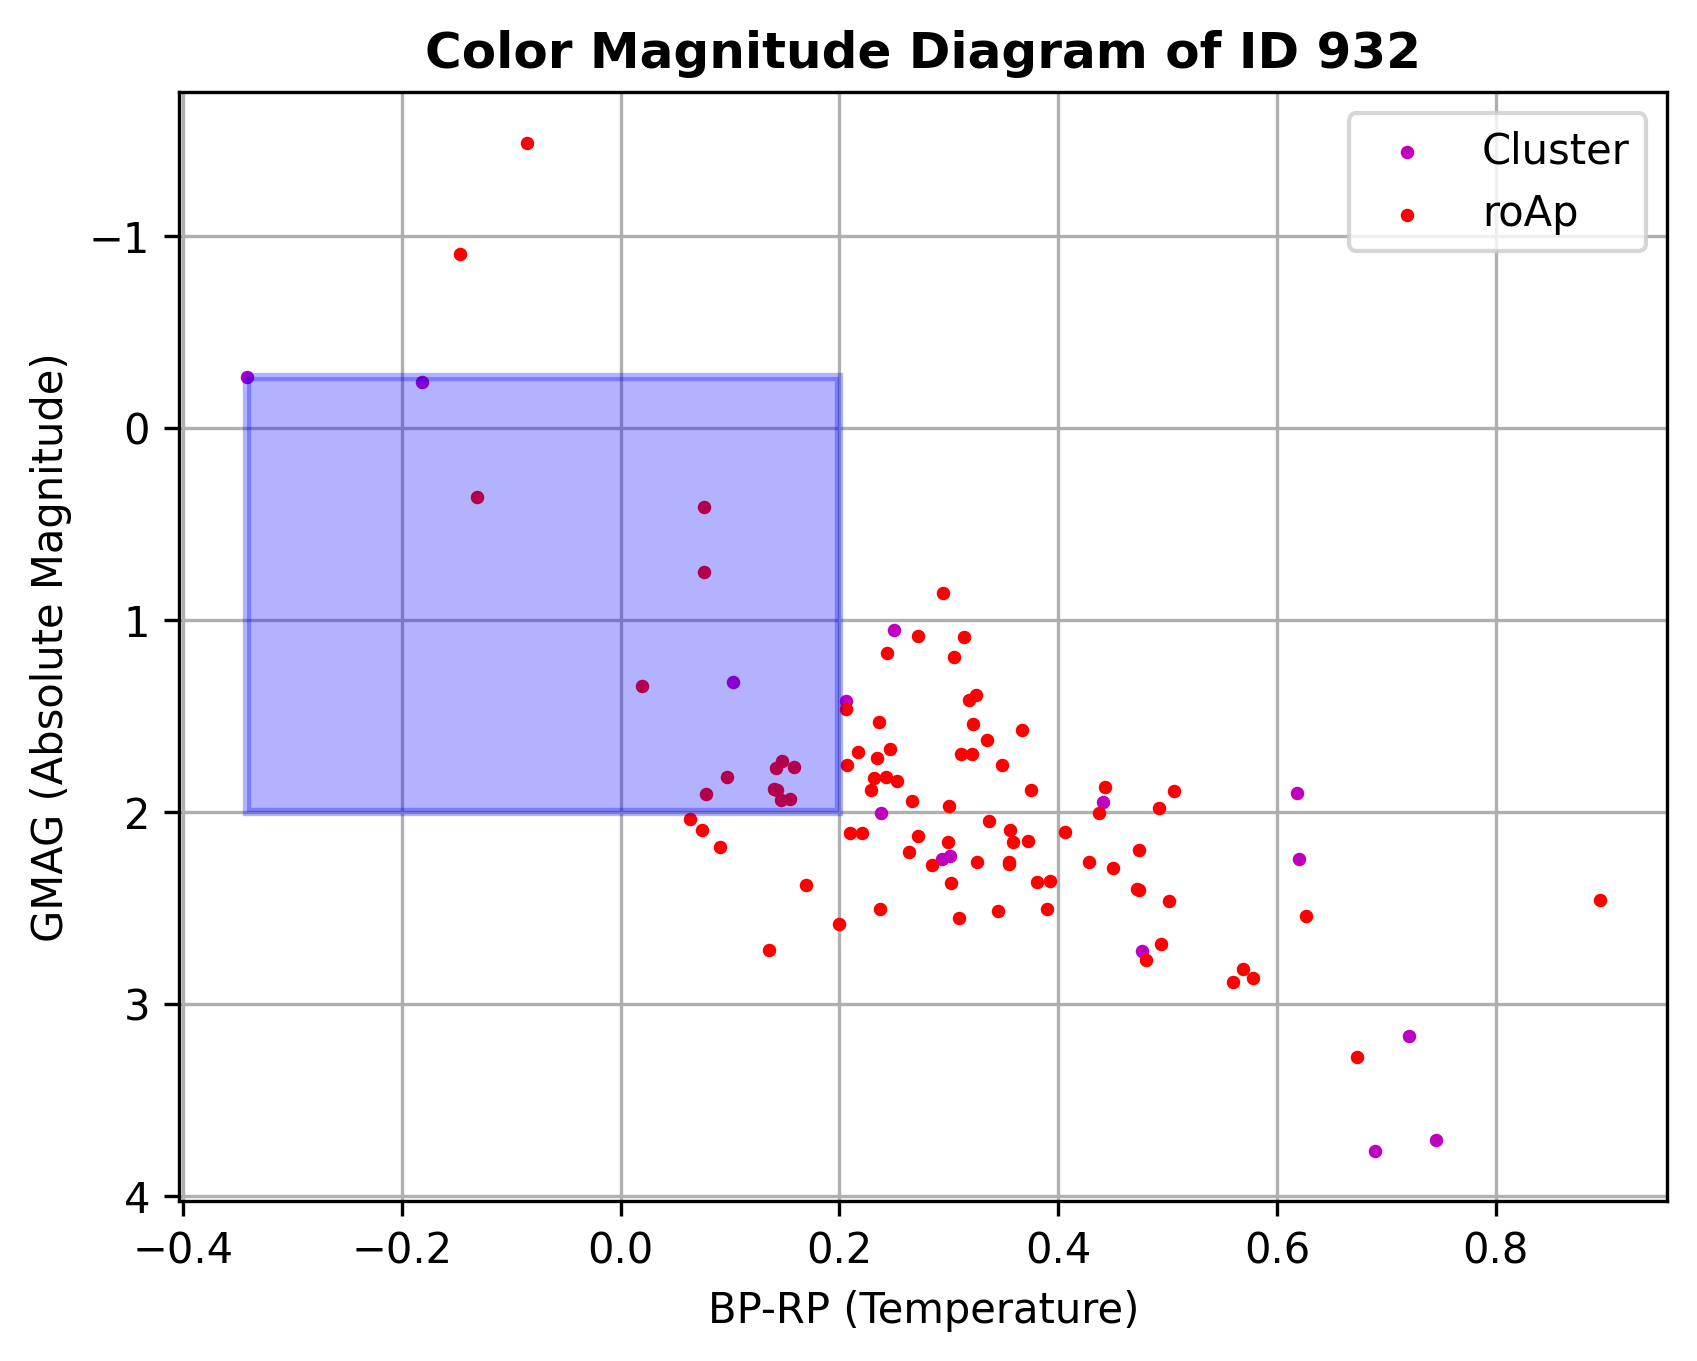 Color Magnitude Diagram of ID 932
Cluster
roAp
GMAG (Absolute Magnitude)
−1
0
1
2
3
4
−0.4 −0.2 0.0 0.2 0.4 0.6 0.8
BP-RP (Temperature)